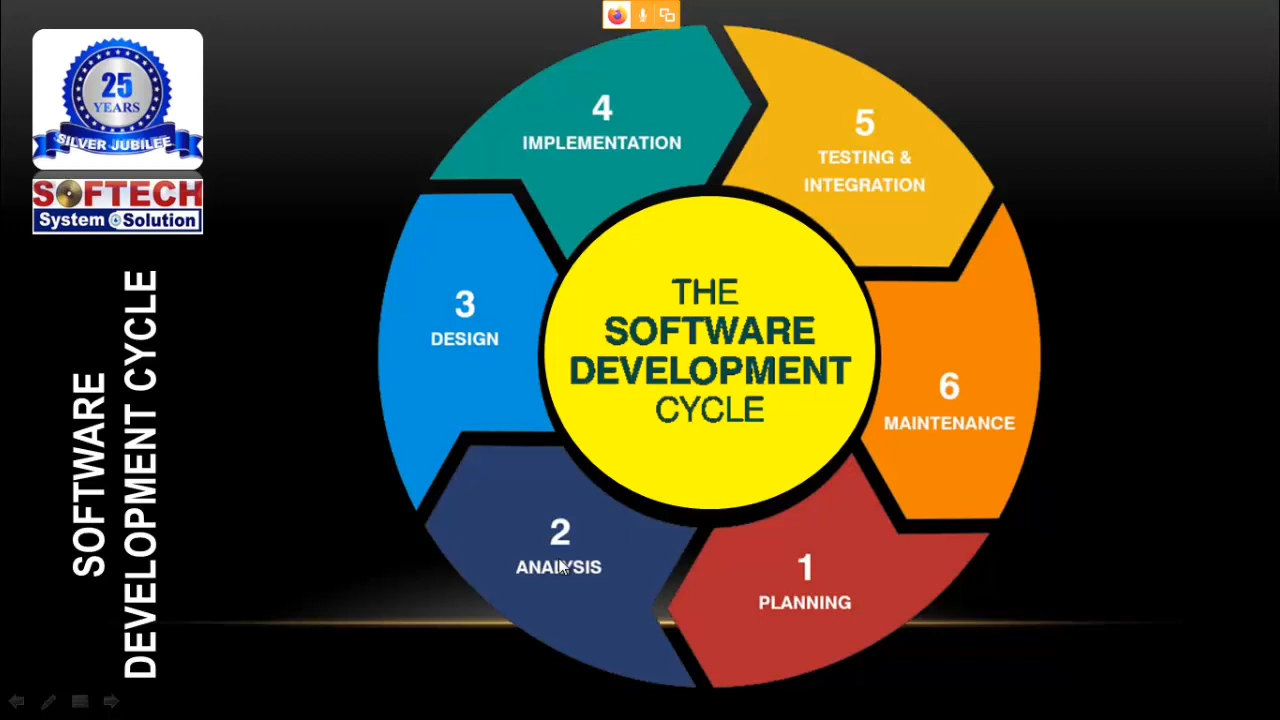 25
YEARS
SILVER JUBILEE
SOFTECH
System Solution
SOFTWARE
DEVELOPMENT CYCLE
4
IMPLEMENTATION
5
TESTING &
INTEGRATION
3
DESIGN
THE
SOFTWARE
DEVELOPMENT
CYCLE
6
MAINTENANCE
2
ANALYSIS
1
PLANNING